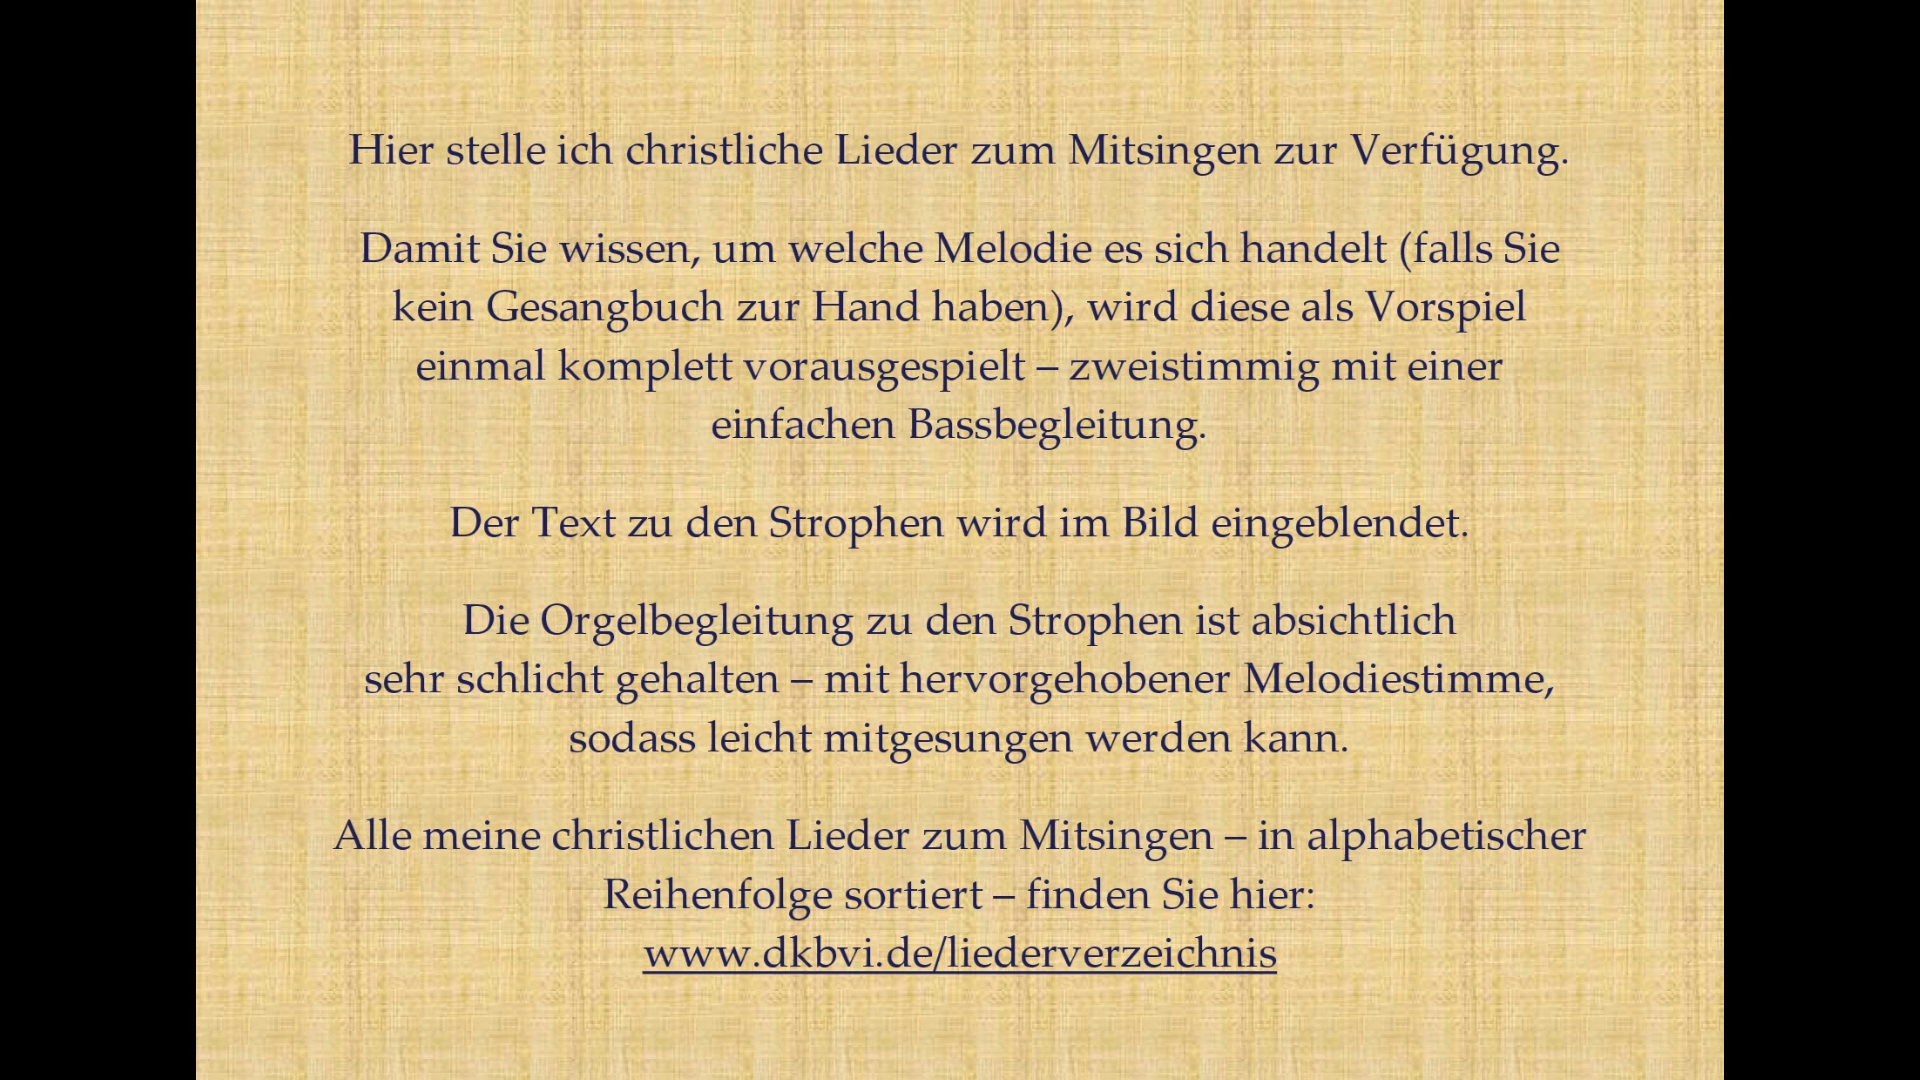 Hier stelle ich christliche Lieder zum Mitsingen zur Verfügung.
Damit Sie wissen, um welche Melodie es sich handelt (falls Sie
kein Gesangbuch zur Hand haben), wird diese als Vorspiel
einmal komplett vorausgespielt – zweistimmig mit einer
einfachen Bassbegleitung.
Der Text zu den Strophen wird im Bild eingeblendet.
Die Orgelbegleitung zu den Strophen ist absichtlich
sehr schlicht gehalten – mit hervorgehobener Melodiestimme,
sodass leicht mitgesungen werden kann.
Alle meine christlichen Lieder zum Mitsingen – in alphabetischer
Reihenfolge sortiert – finden Sie hier:
www.dkbvi.de/liederverzeichnis